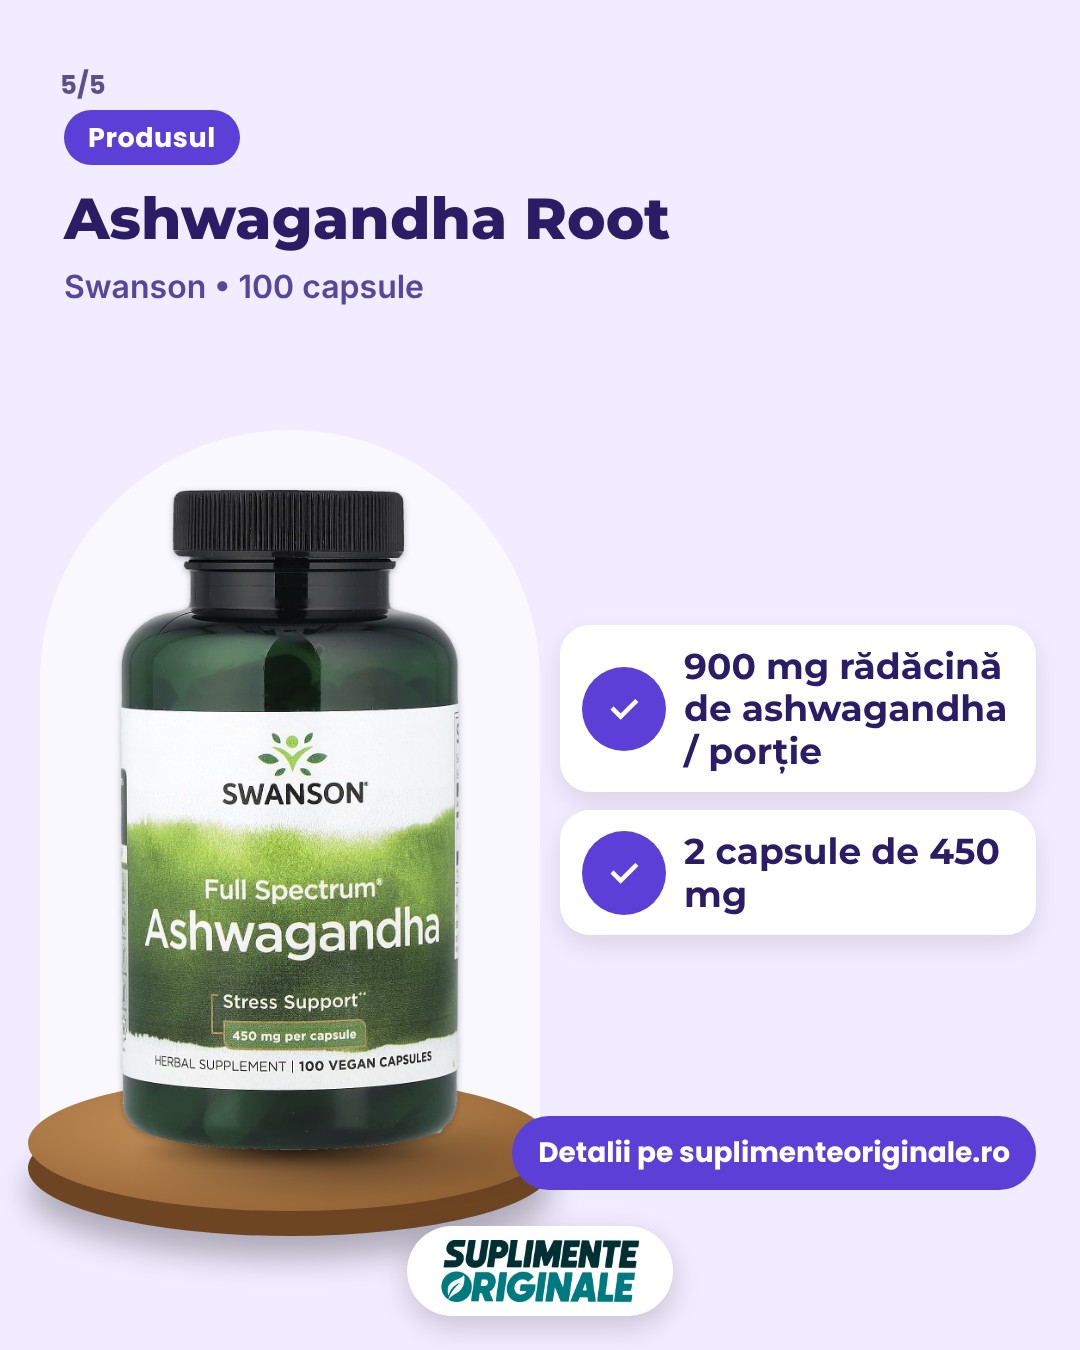 5/5
Produsul
Ashwagandha Root
Swanson • 100 capsule
SWANSON
Full Spectrum®
Ashwagandha
Stress Support
450 mg per capsule
HERBAL SUPPLEMENT | 100 VEGAN CAPSULES
900 mg rădăcină
de ashwagandha
/ porție
2 capsule de 450
mg
Detalii pe suplimenteoriginale.ro
SUPLIMENTE
ORIGINALE